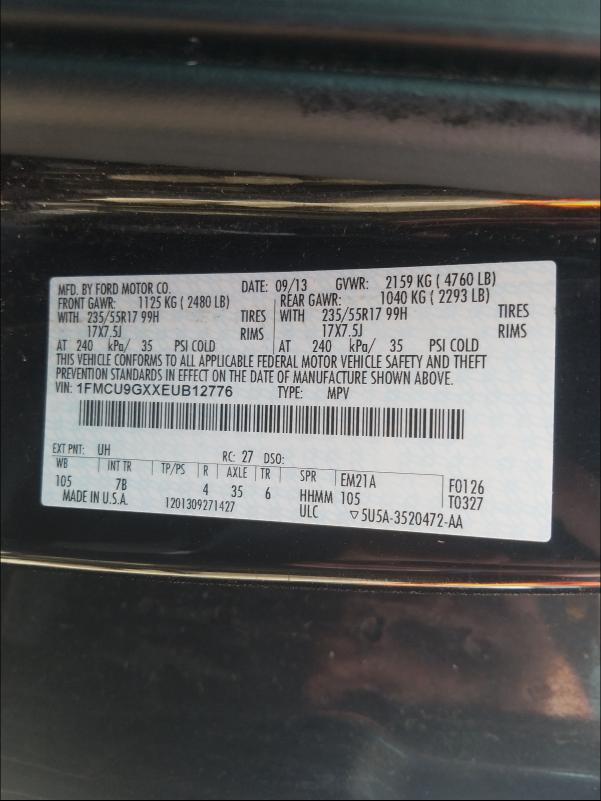 MFD. BY FORD MOTOR CO. DATE: 09/13 GVWR: 2159 KG ( 4760 LB)
FRONT GAWR: 1125 KG ( 2480 LB) REAR GAWR: 1040 KG ( 2293 LB)
WITH 235/55R17 99H TIRES WITH 235/55R17 99H TIRES
17X7.5J RIMS 17X7.5J RIMS
AT 240 kPa/ 35 PSI COLD AT 240 kPa/ 35 PSI COLD
THIS VEHICLE CONFORMS TO ALL APPLICABLE FEDERAL MOTOR VEHICLE SAFETY AND THEFT
PREVENTION STANDARDS IN EFFECT ON THE DATE OF MANUFACTURE SHOWN ABOVE.
VIN: 1FMCU9GXXEUB12776 TYPE: MPV
EXT PNT: UH RC: 27 DSO:
WB INT TR TP/PS R AXLE TR SPR EM21A F0126
105 7B 4 35 6 HHMM 105 T0327
MADE IN U.S.A. 1201309271427 ULC ▽5U5A-3520472-AA